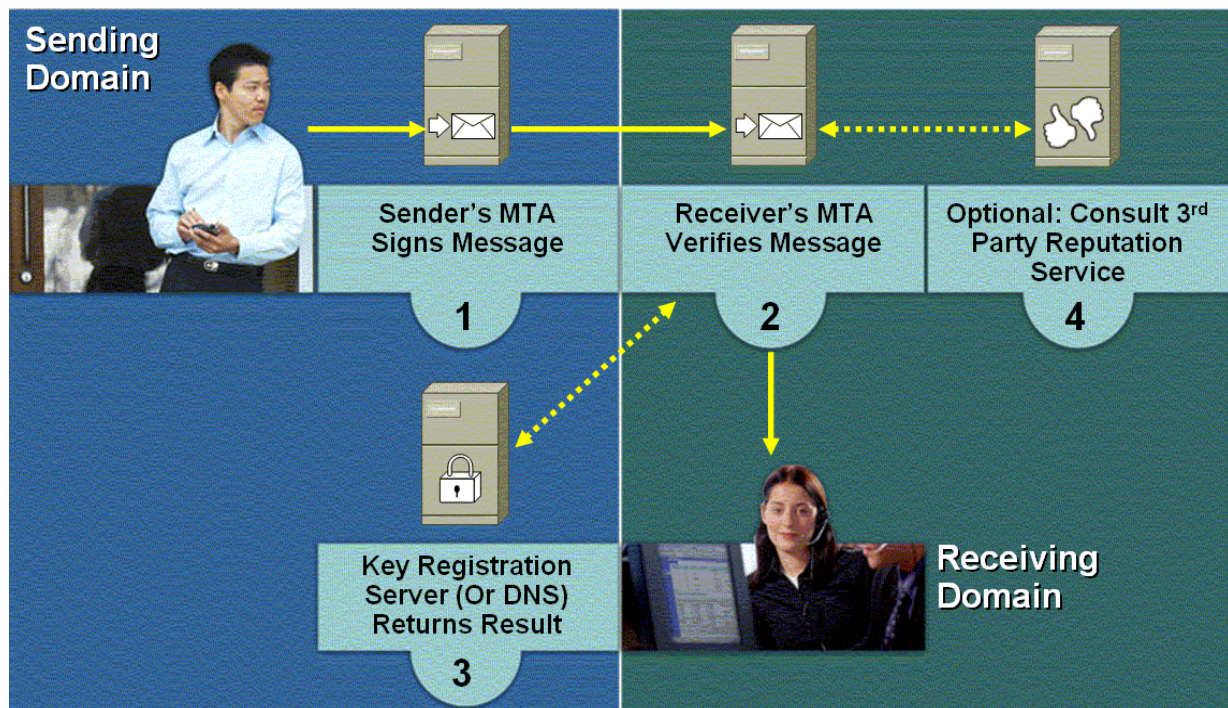 Sending
Domain
Sender's MTA
Signs Message
1
Receiver's MTA
Verifies Message
2
Optional: Consult 3rd
Party Reputation
Service
4
Key Registration
Server (Or DNS)
Returns Result
3
Receiving
Domain